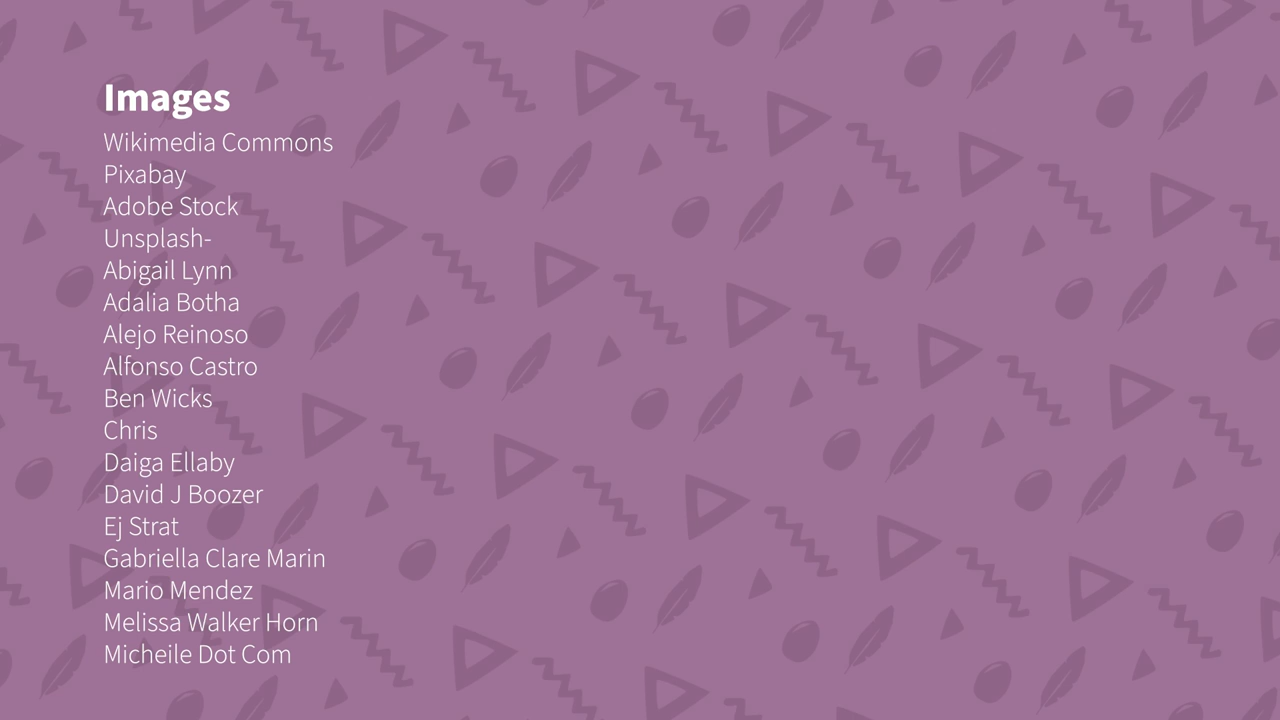 Images
Wikimedia Commons
Pixabay
Adobe Stock
Unsplash-
Abigail Lynn
Adalia Botha
Alejo Reinoso
Alfonso Castro
Ben Wicks
Chris
Daiga Ellaby
David J Boozer
Ej Strat
Gabriella Clare Marin
Mario Mendez
Melissa Walker Horn
Micheile Dot Com